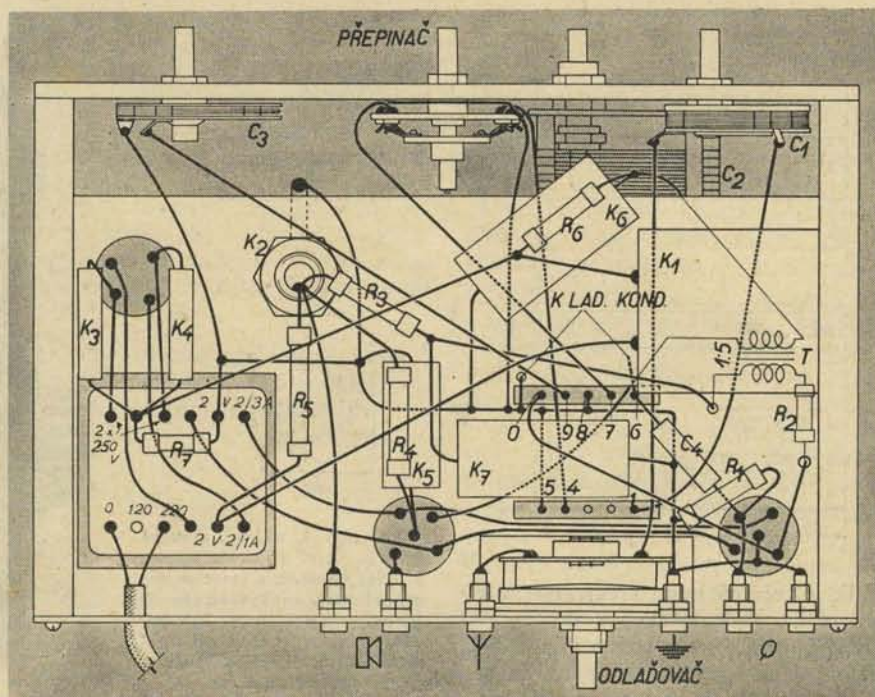 PŘEPINAČ
C3
C1
C2
K2
R6
K6
K1
R3
K LAD. KOND.
K3
K4
1:5
T
R5
R2
2 V 2/3A
0 9 8 7 6
250
V
R7
R4
K5
K7
C4
R1
5 4 1
0 120 220
2 V 2/1A
ODLAĎOVAČ